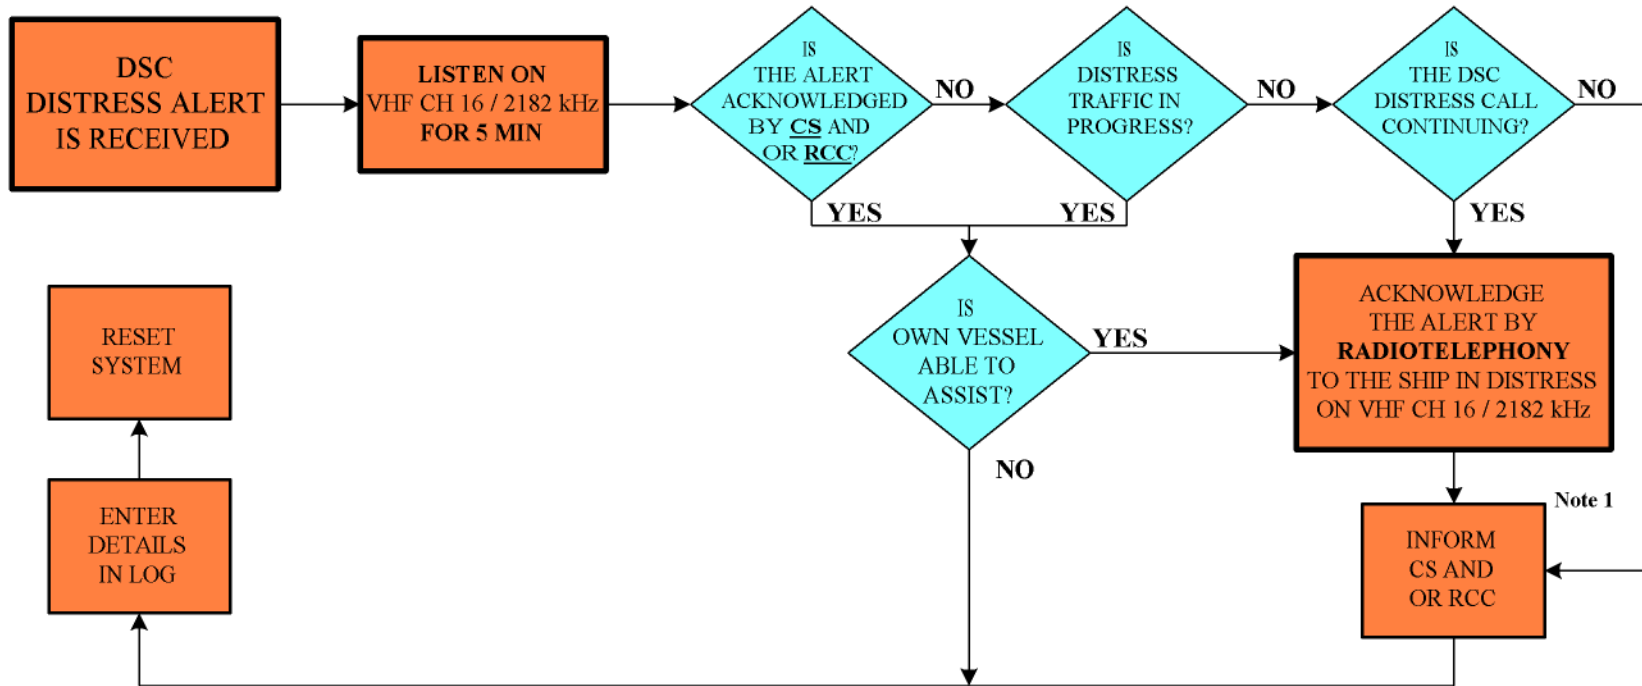 DSC
DISTRESS ALERT
IS RECEIVED
LISTEN ON
VHF CH 16 / 2182 kHz
FOR 5 MIN
IS
THE ALERT
ACKNOWLEDGED
BY CS AND
OR RCC?
NO
YES
IS
DISTRESS
TRAFFIC IN
PROGRESS?
NO
YES
IS
THE DSC
DISTRESS CALL
CONTINUING?
NO
YES
IS
OWN VESSEL
ABLE TO
ASSIST?
YES
NO
ACKNOWLEDGE
THE ALERT BY
RADIOTELEPHONY
TO THE SHIP IN DISTRESS
ON VHF CH 16 / 2182 kHz
Note 1
INFORM
CS AND
OR RCC
ENTER
DETAILS
IN LOG
RESET
SYSTEM